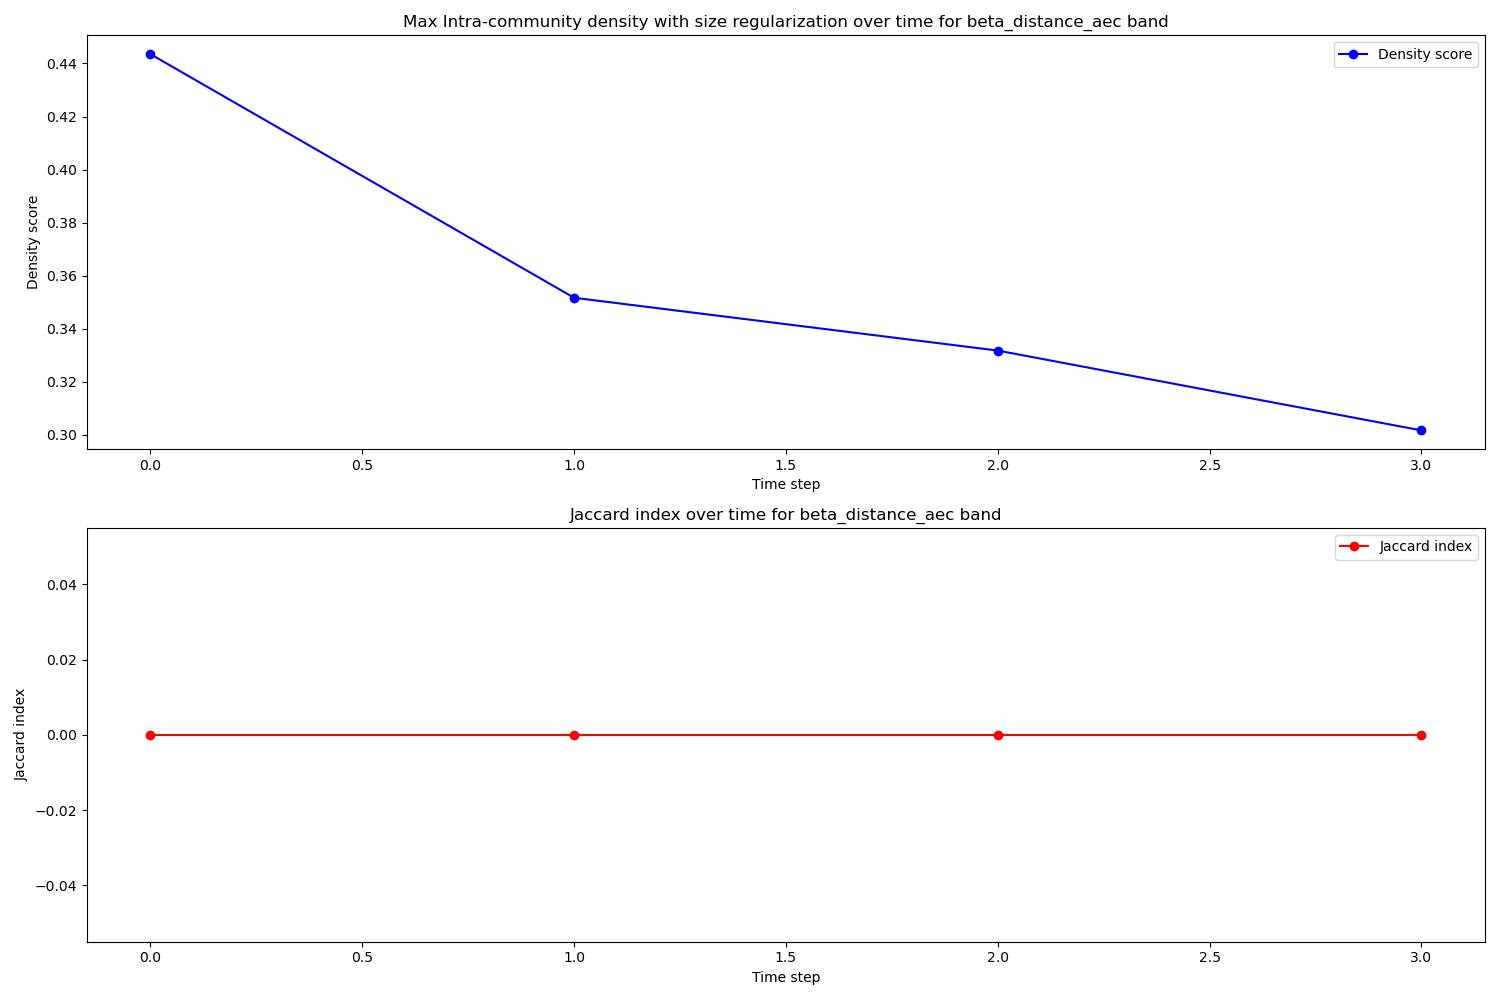 Max Intra-community density with size regularization over time for beta_distance_aec band
Density score
0.44
0.42
0.40
0.38
0.36
0.34
0.32
0.30
Density score
0.0 0.5 1.0 1.5 2.0 2.5 3.0
Time step
Jaccard index over time for beta_distance_aec band
Jaccard index
0.04
0.02
0.00
−0.02
−0.04
Jaccard index
0.0 0.5 1.0 1.5 2.0 2.5 3.0
Time step